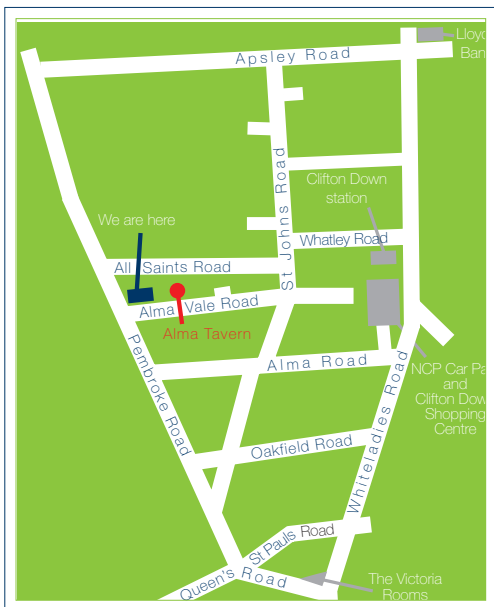 Lloyd
Ban
Apsley Road
St Johns Road
Clifton Down
station
We are here
Whatley Road
All Saints Road
Alma Vale Road
Alma Tavern
Pembroke Road
Alma Road
Whiteladies Road
NCP Car Pa
and
Clifton Dow
Shopping
Centre
Oakfield Road
St Pauls Road
Queen's Road
The Victoria
Rooms